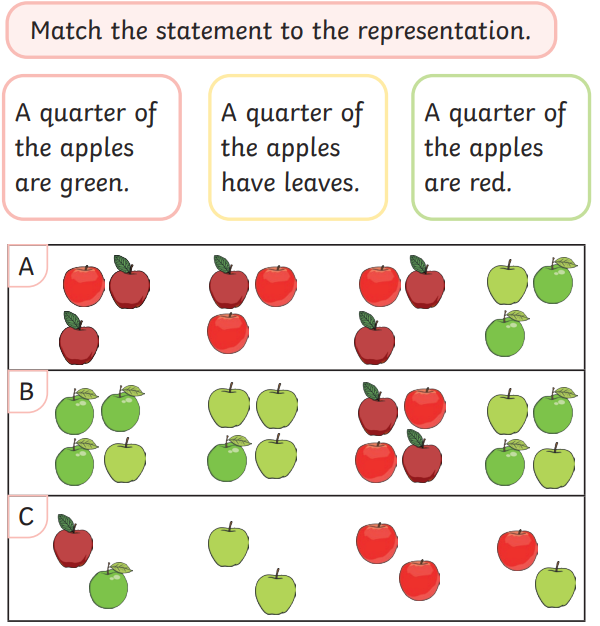 Match the statement to the representation.
A quarter of
the apples
are green.
A quarter of
the apples
have leaves.
A quarter of
the apples
are red.
A
B
C